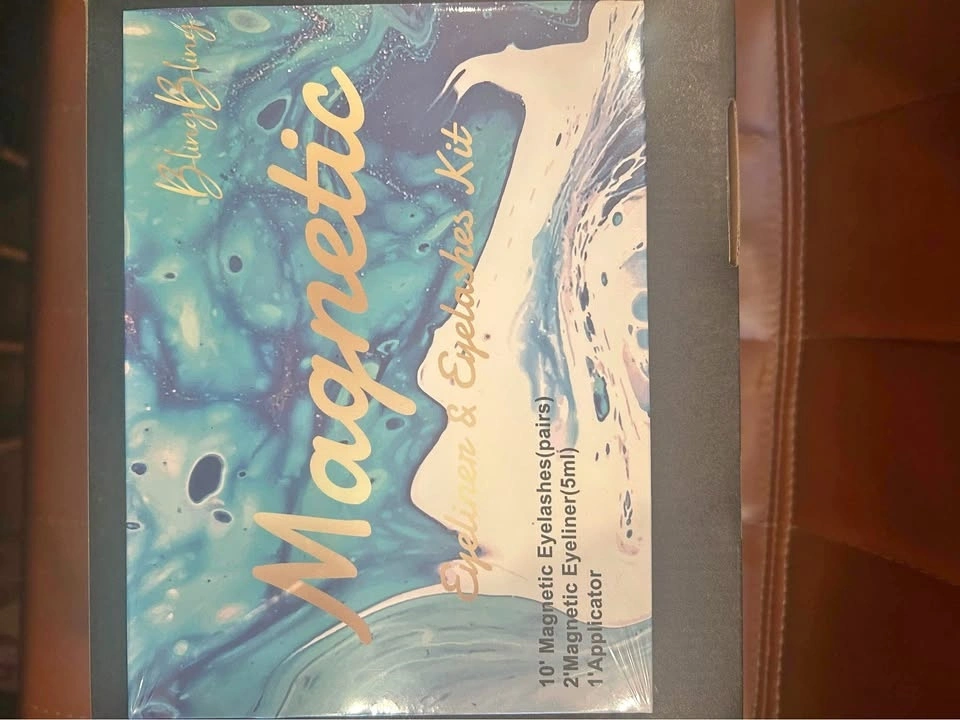 BlingBling
Magnetic
Eyeliner & Eyelashes Kit
10' Magnetic Eyelashes(pairs)
2'Magnetic Eyeliner(5ml)
1'Applicator